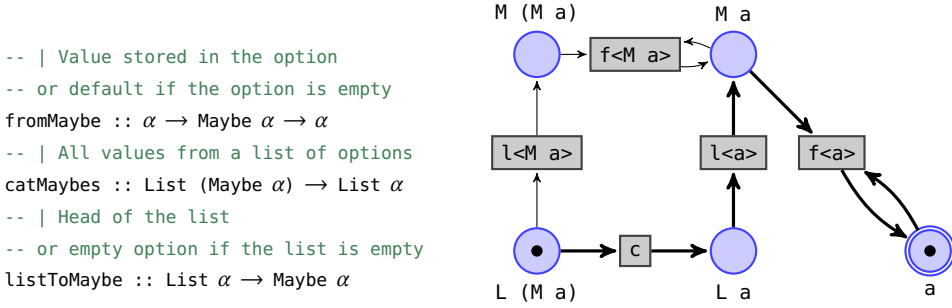 -- | Value stored in the option
-- or default if the option is empty
fromMaybe :: α → Maybe α → α
-- | All values from a list of options
catMaybes :: List (Maybe α) → List α
-- | Head of the list
-- or empty option if the list is empty
listToMaybe :: List α → Maybe α
M (M a)
M a
f<M a>
l<M a>
l<a>
f<a>
c
L (M a)
L a
a